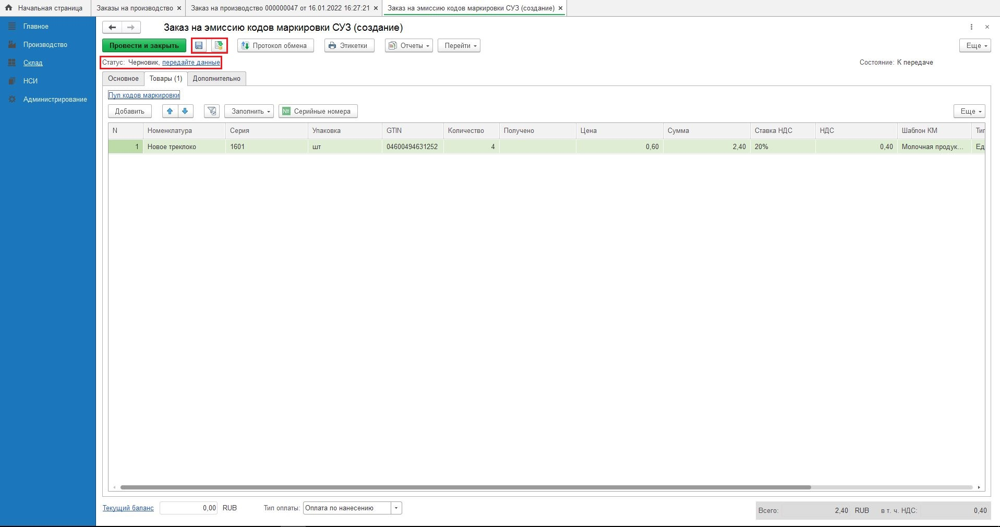 Начальная страница Заказы на производство Заказ на производство 000000047 от 16.01.2022 16:27:21 Заказ на эмиссию кодов маркировки СУЗ (создание)
Главное
Производство
Склад
НСИ
Администрирование
Заказ на эмиссию кодов маркировки СУЗ (создание)
Провести и закрыть Протокол обмена Этикетки Отчеты Перейти Еще
Статус: Черновик, передайте данные Состояние: К передаче
Основное Товары (1) Дополнительно
Пул кодов маркировки
Добавить Заполнить № Серийные номера Еще
N Номенклатура Серия Упаковка GTIN Количество Получено Цена Сумма Ставка НДС НДС Шаблон КМ Тип
1 Новое треклоко 1601 шт 04600494631252 4 0,60 2,40 20% 0,40 Молочная продук... Ед
Текущий баланс 0,00 RUB Тип оплаты: Оплата по нанесению
Всего: 2,40 RUB в т. ч. НДС: 0,40